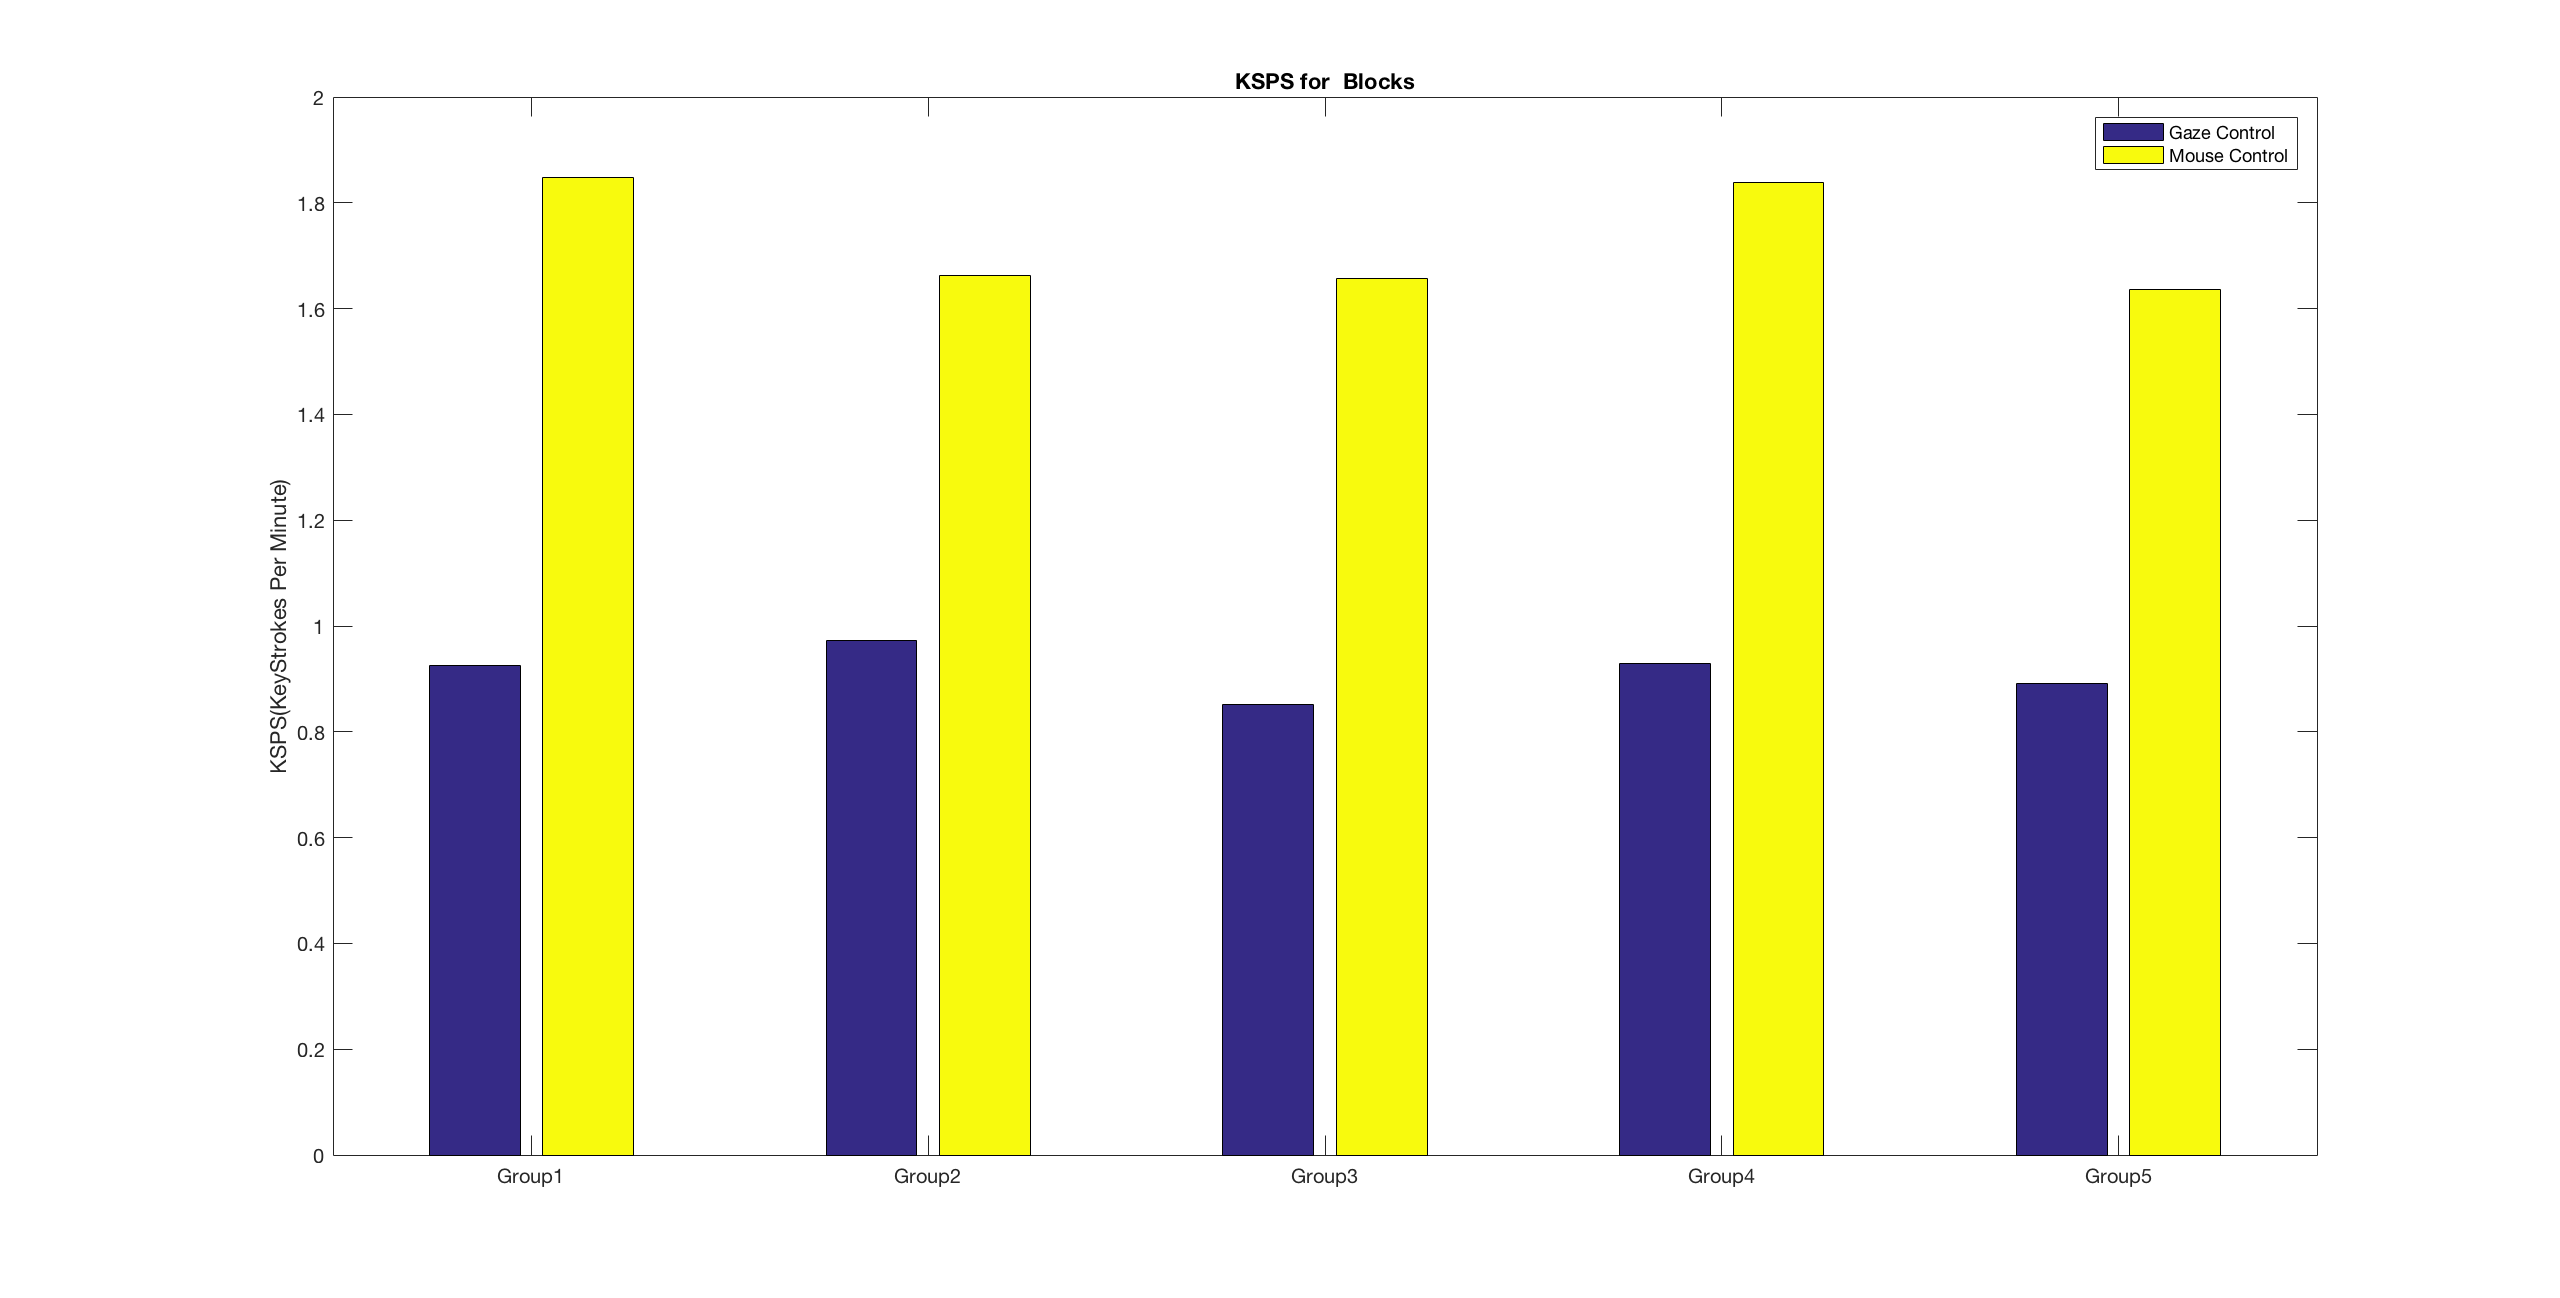 KSPS for  Blocks
Gaze Control
Mouse Control
KSPS(KeyStrokes Per Minute)
2
1.8
1.6
1.4
1.2
1
0.8
0.6
0.4
0.2
0
Group1 Group2 Group3 Group4 Group5